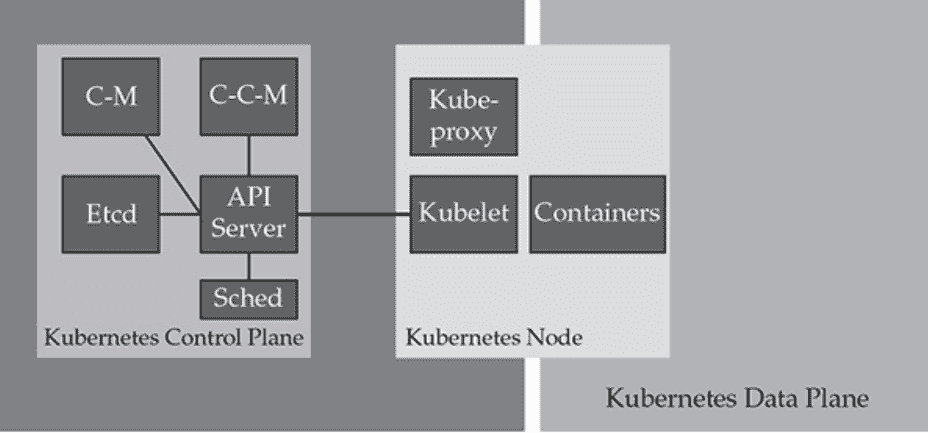 C-M
C-C-M
Etcd
API
Server
Sched
Kubernetes Control Plane
Kube-
proxy
Kubelet
Containers
Kubernetes Node
Kubernetes Data Plane